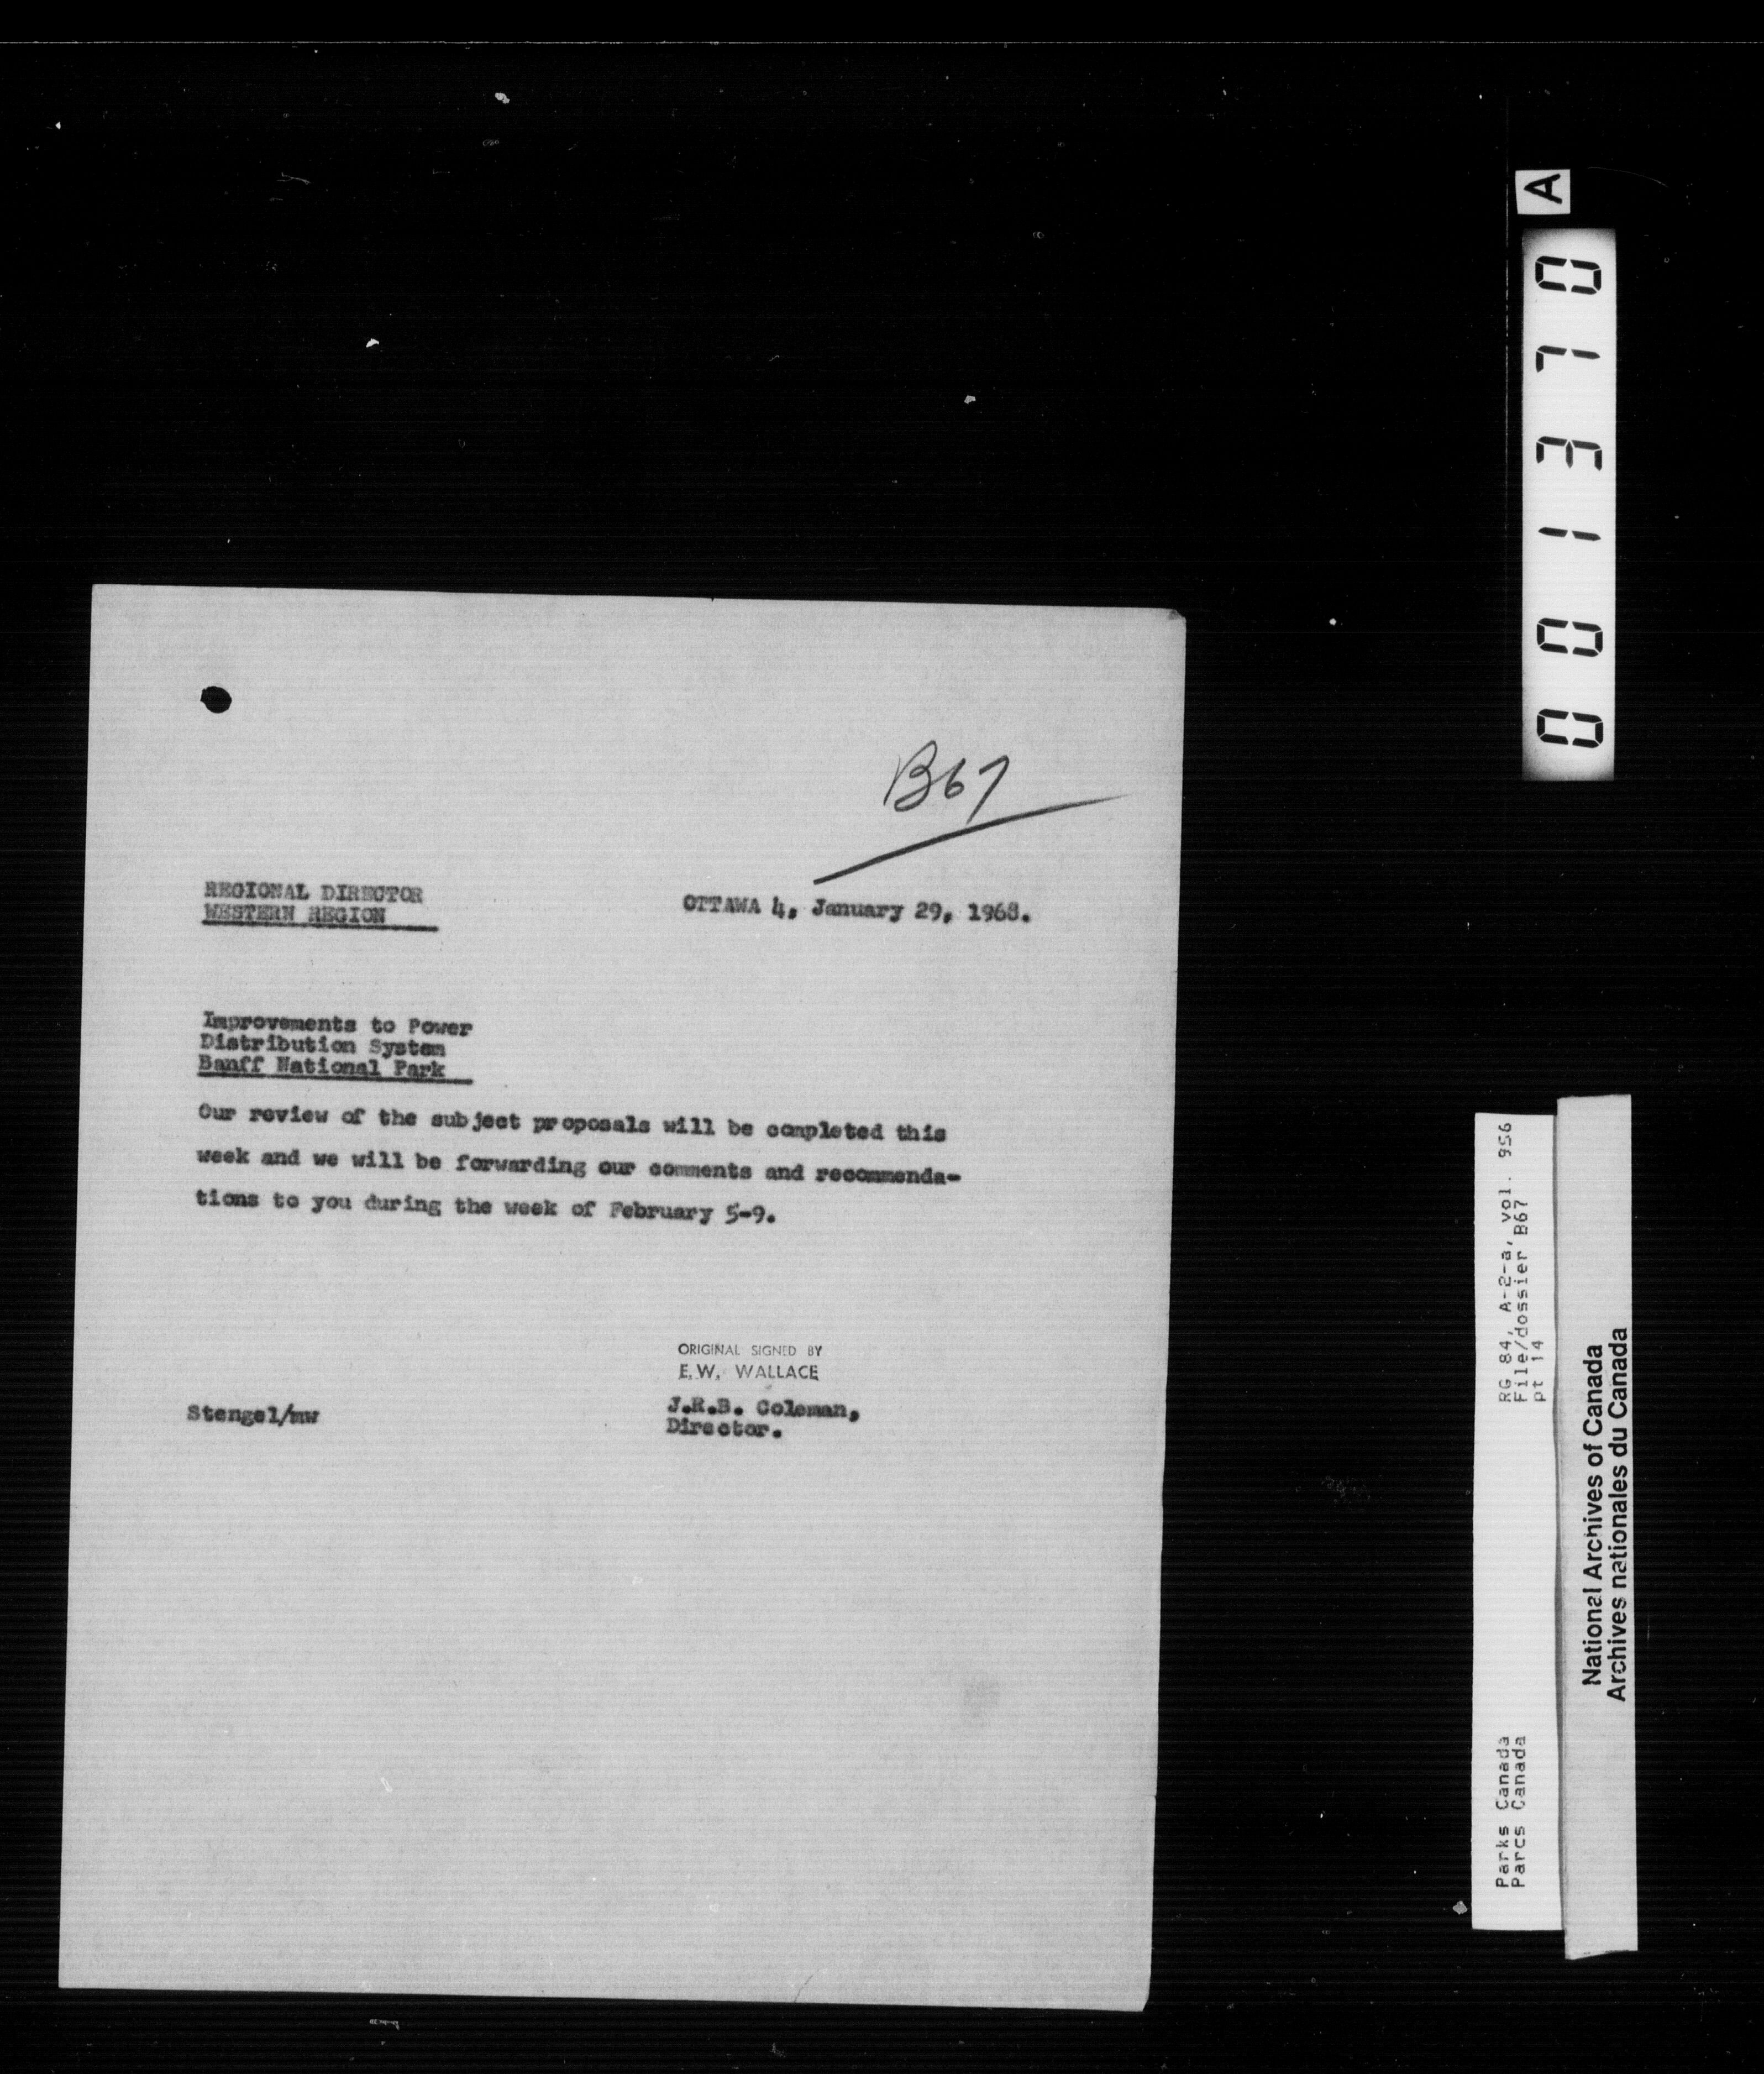 B67
REGIONAL DIRECTOR
WESTERN REGION
OTTAWA 4, January 29, 1968.
Improvements to Power
Distribution System
Banff National Park
Our review of the subject proposals will be completed this
week and we will be forwarding our comments and recommenda-
tions to you during the week of February 5-9.
ORIGINAL SIGNED BY
E.W. WALLACE
Stengel/mw
J.R.B. Coleman,
Director.
001370
A
RG 84, A-2-a, vol. 956
File/dossier B67
pt 14
Parks Canada
Parcs Canada
National Archives of Canada
Archives nationales du Canada